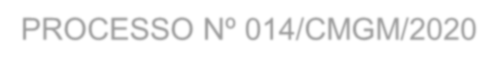 PROCESSO Nº 014/CMGM/2020